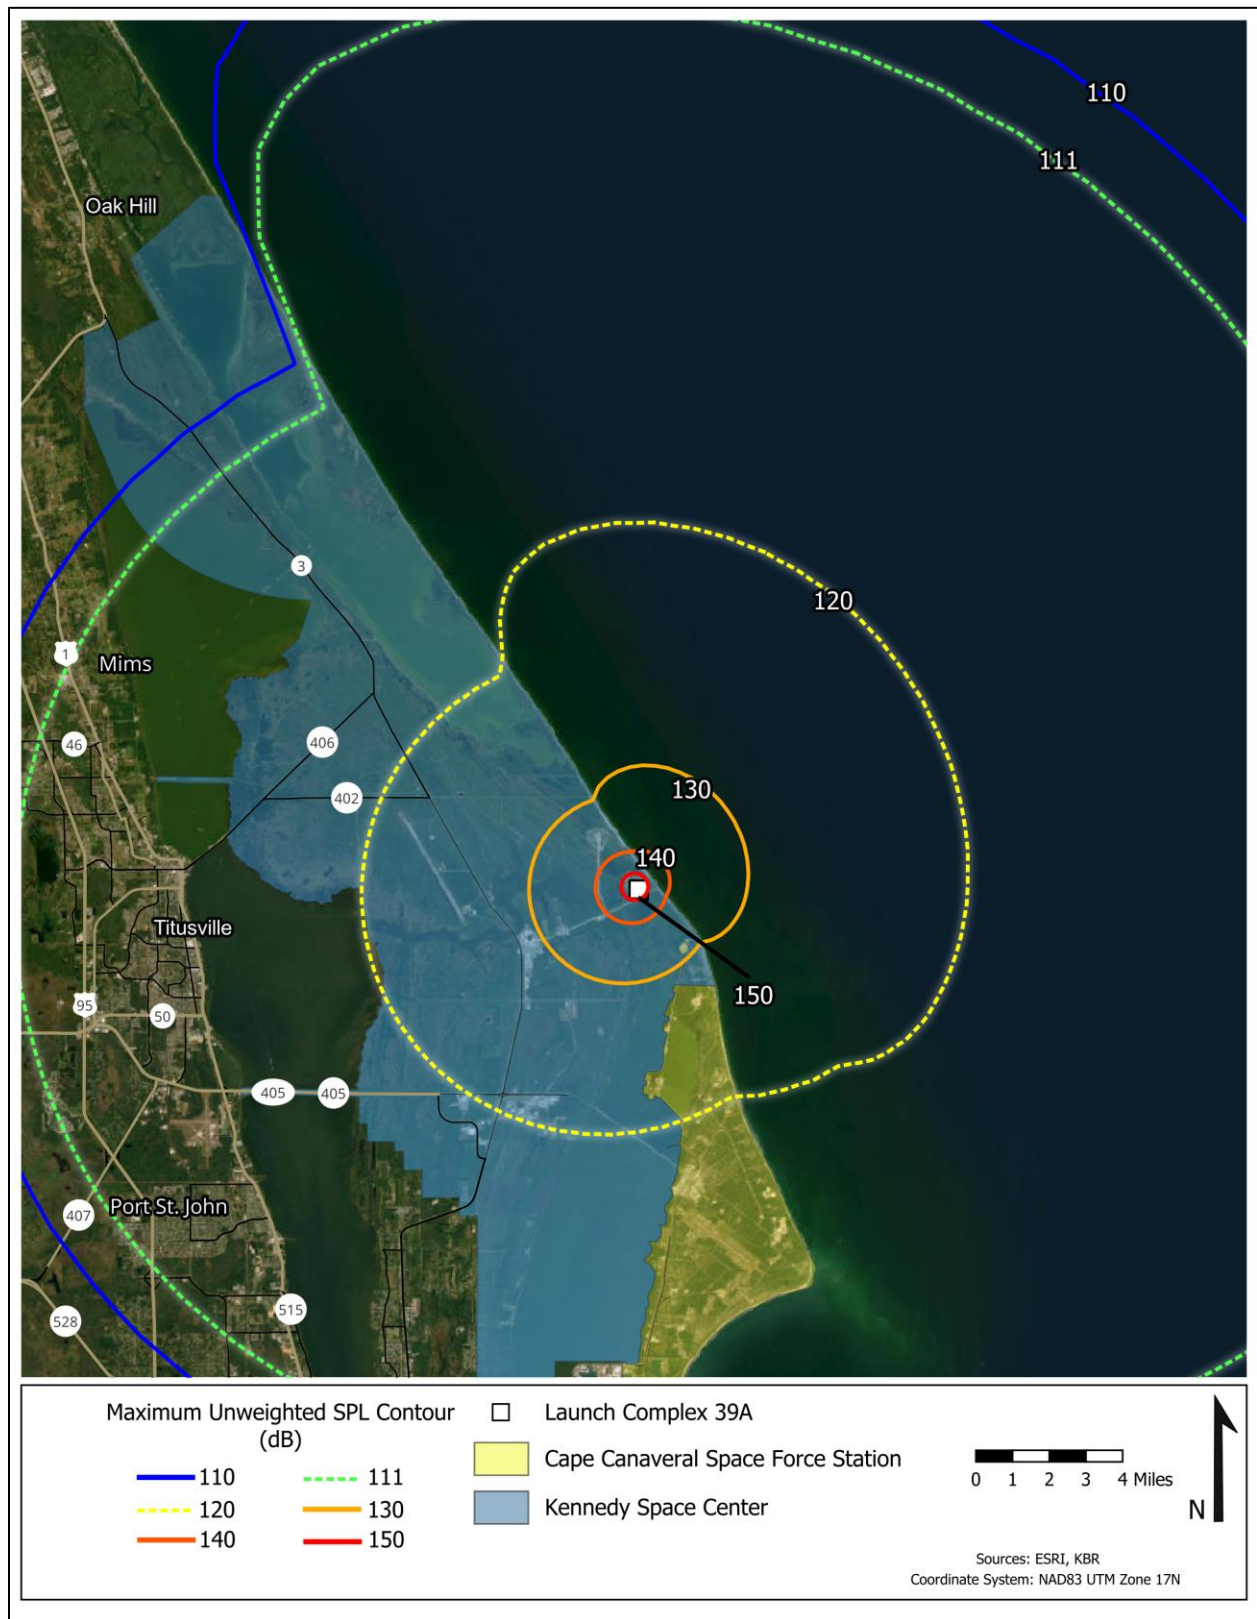 110
111
Oak Hill
120
3
1
Mims
46
406
402
130
140
Titusville
150
95
50
405
405
Port St. John
407
515
528
Maximum Unweighted SPL Contour
(dB)
110
111
120
130
140
150
Launch Complex 39A
Cape Canaveral Space Force Station
Kennedy Space Center
0 1 2 3 4 Miles
N
Sources: ESRI, KBR
Coordinate System: NAD83 UTM Zone 17N